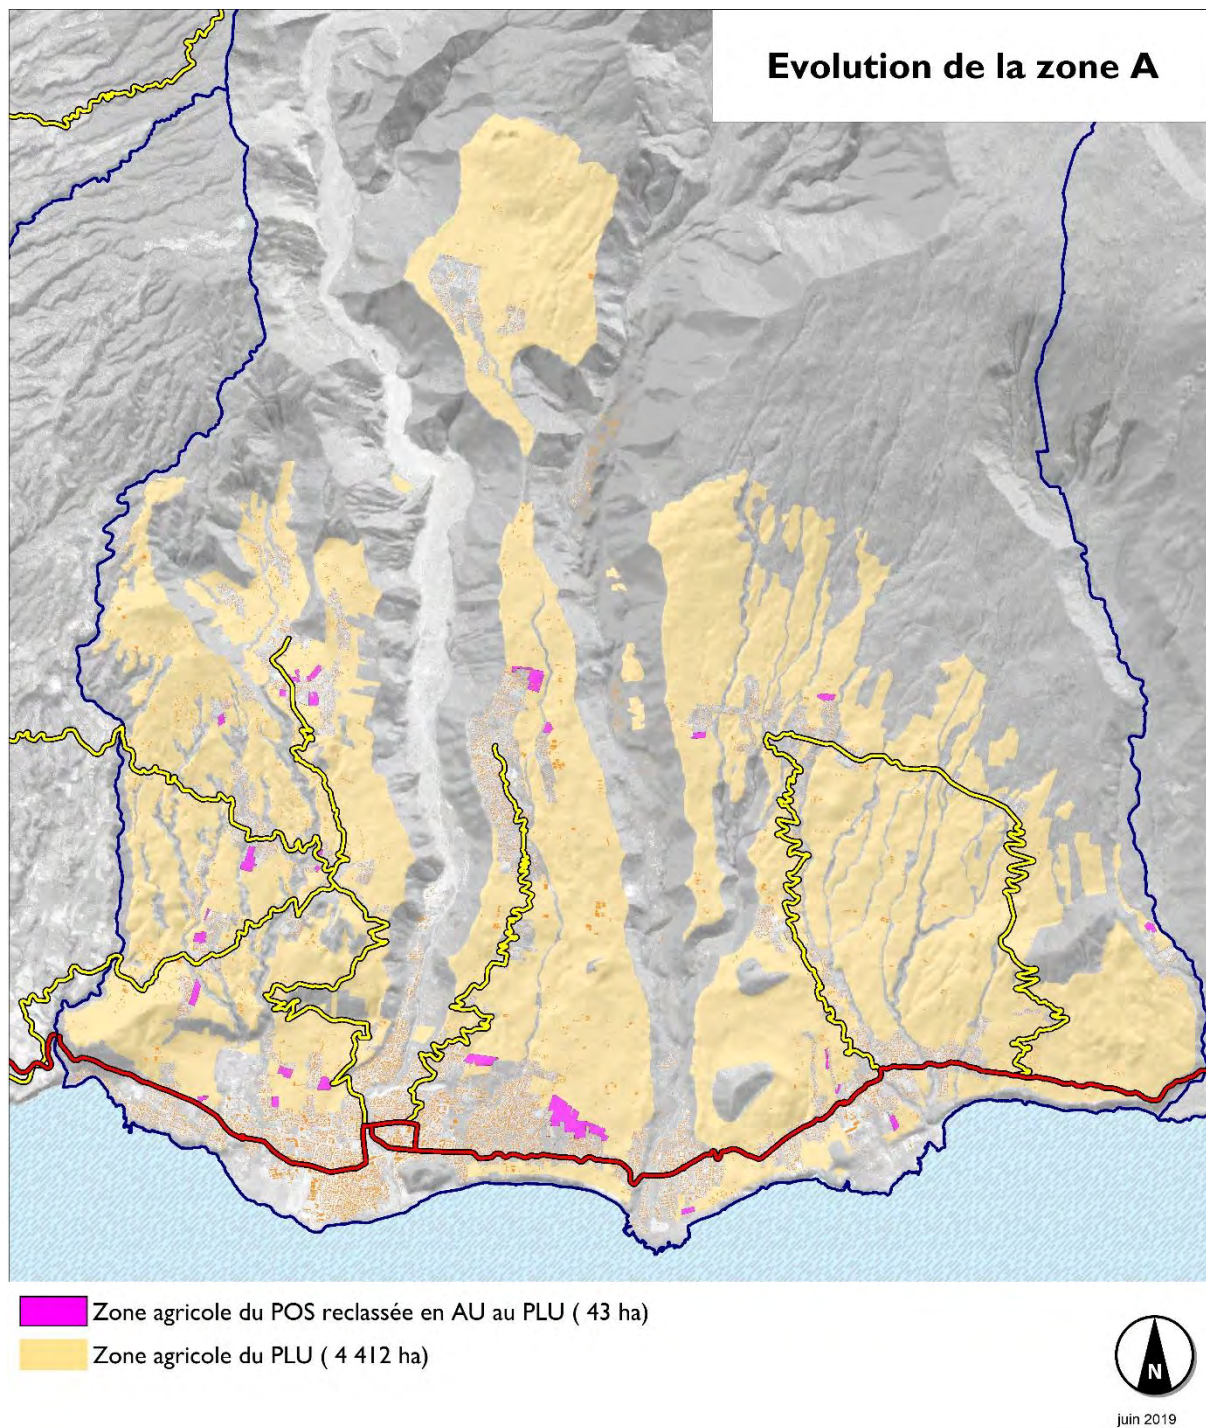 Evolution de la zone A
Zone agricole du POS reclassée en AU au PLU ( 43 ha)
Zone agricole du PLU ( 4 412 ha)
N
juin 2019